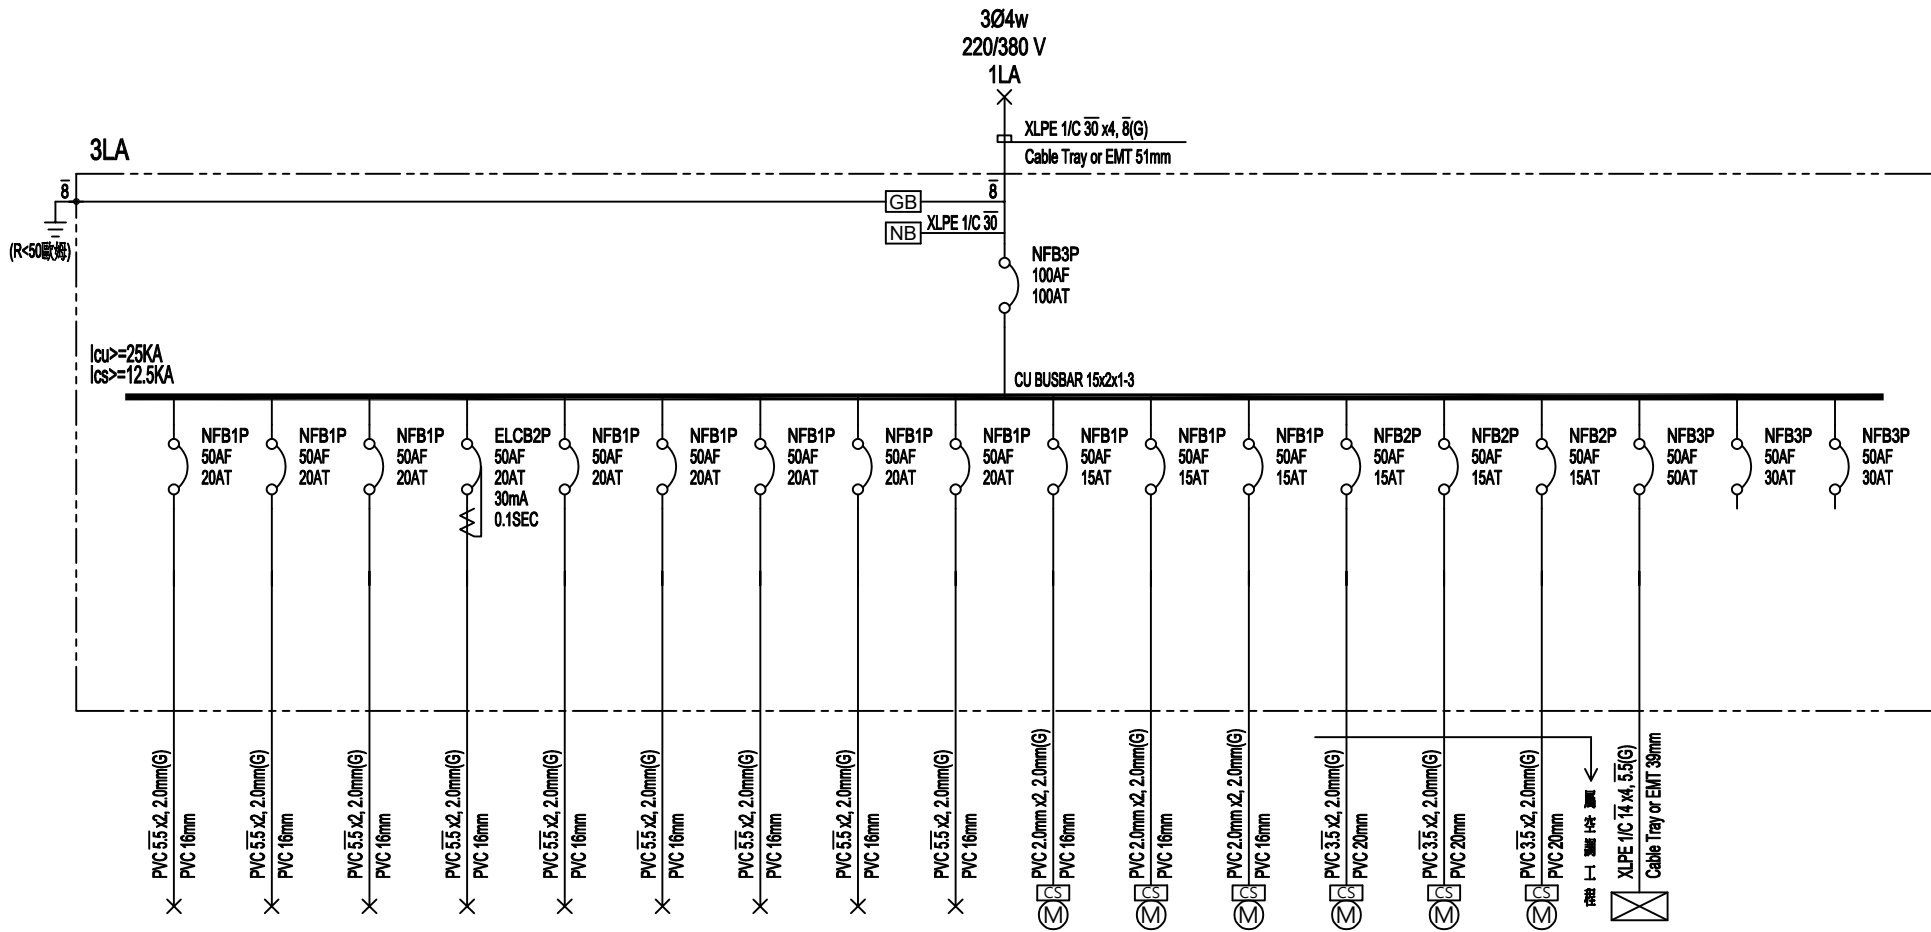 3Ø4w
220/380 V
1LA
XLPE 1/C 30 x4, 8(G)
Cable Tray or EMT 51mm
3LA
8
(R<50歐姆)
GB
8
NB
XLPE 1/C 30
NFB3P
100AF
100AT
Icu>=25KA
Ics>=12.5KA
CU BUSBAR 15x2x1-3
NFB1P
50AF
20AT
NFB1P
50AF
20AT
NFB1P
50AF
20AT
ELCB2P
50AF
20AT
30mA
0.1SEC
NFB1P
50AF
20AT
NFB1P
50AF
20AT
NFB1P
50AF
20AT
NFB1P
50AF
20AT
NFB1P
50AF
20AT
NFB1P
50AF
15AT
NFB1P
50AF
15AT
NFB1P
50AF
15AT
NFB2P
50AF
15AT
NFB2P
50AF
15AT
NFB2P
50AF
15AT
NFB3P
50AF
50AT
NFB3P
50AF
30AT
NFB3P
50AF
30AT
PVC 5.5 x2, 2.0mm(G)
PVC 16mm
PVC 5.5 x2, 2.0mm(G)
PVC 16mm
PVC 5.5 x2, 2.0mm(G)
PVC 16mm
PVC 5.5 x2, 2.0mm(G)
PVC 16mm
PVC 5.5 x2, 2.0mm(G)
PVC 16mm
PVC 5.5 x2, 2.0mm(G)
PVC 16mm
PVC 5.5 x2, 2.0mm(G)
PVC 16mm
PVC 5.5 x2, 2.0mm(G)
PVC 16mm
PVC 5.5 x2, 2.0mm(G)
PVC 16mm
PVC 2.0mm x2, 2.0mm(G)
PVC 16mm
CS
M
PVC 2.0mm x2, 2.0mm(G)
PVC 16mm
CS
M
PVC 2.0mm x2, 2.0mm(G)
PVC 16mm
CS
M
PVC 3.5 x2, 2.0mm(G)
PVC 20mm
CS
M
PVC 3.5 x2, 2.0mm(G)
PVC 20mm
CS
M
PVC 3.5 x2, 2.0mm(G)
PVC 20mm
CS
M
屬空調工程
XLPE 1/C 14 x4, 5.5(G)
Cable Tray or EMT 39mm